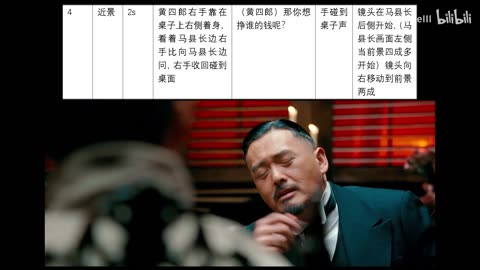 4
近景
2s
黄四郎右手靠在
桌子上右侧着身，
看着马县长边右
手比向马县长边
问，右手收回碰到
桌面
（黄四郎）那你想
挣谁的钱呢？
手碰到
桌子声
镜头在马县长
后侧开始，（马
县长画面左侧
当前景四成多
开始）镜头向
右移动到前景
两成
bilibili